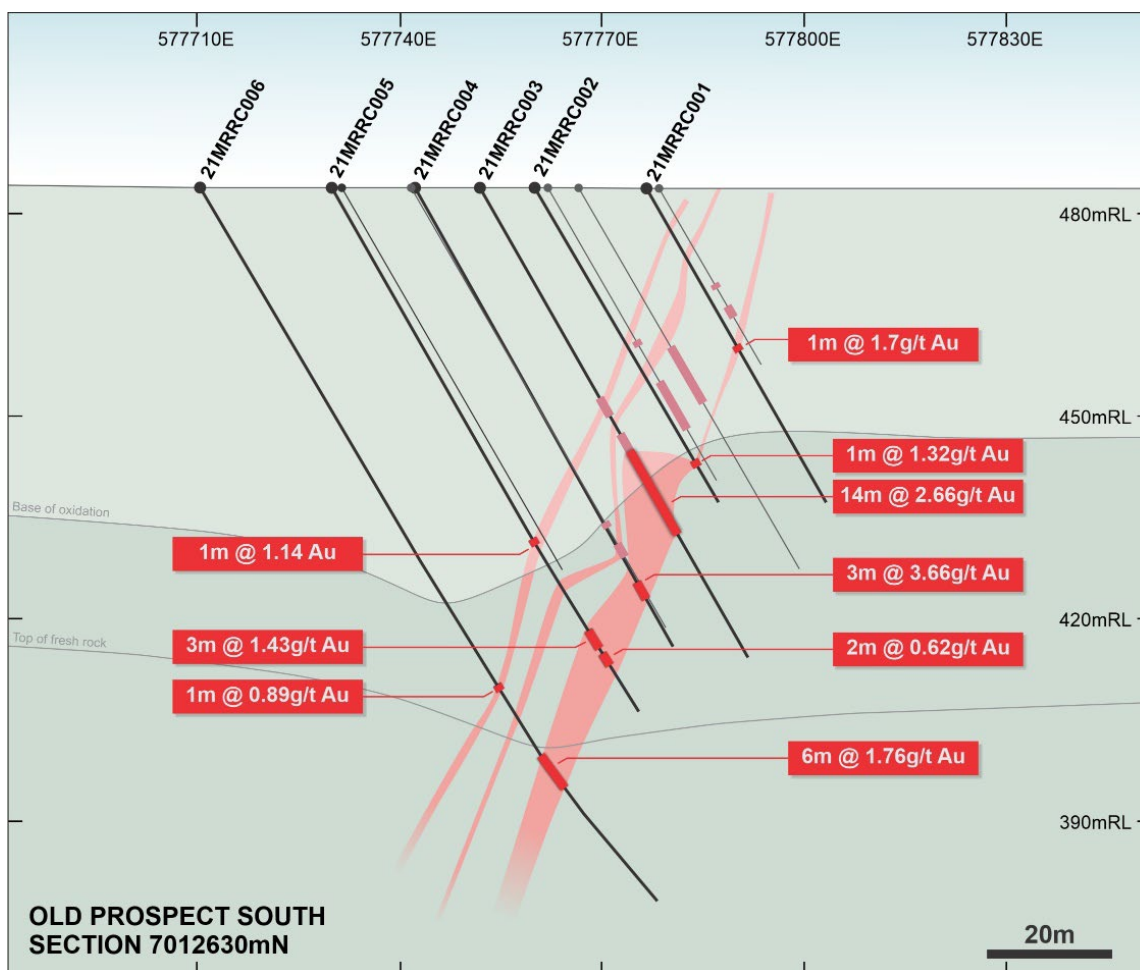 577710E
577740E
577770E
577800E
577830E
21MRRC006
21MRRC005
21MRRC004
21MRRC003
21MRRC002
21MRRC001
480mRL
1m @ 1.7g/t Au
450mRL
1m @ 1.32g/t Au
14m @ 2.66g/t Au
Base of oxidation
1m @ 1.14 Au
3m @ 3.66g/t Au
420mRL
Top of fresh rock
3m @ 1.43g/t Au
2m @ 0.62g/t Au
1m @ 0.89g/t Au
6m @ 1.76g/t Au
390mRL
OLD PROSPECT SOUTH
SECTION 7012630mN
20m